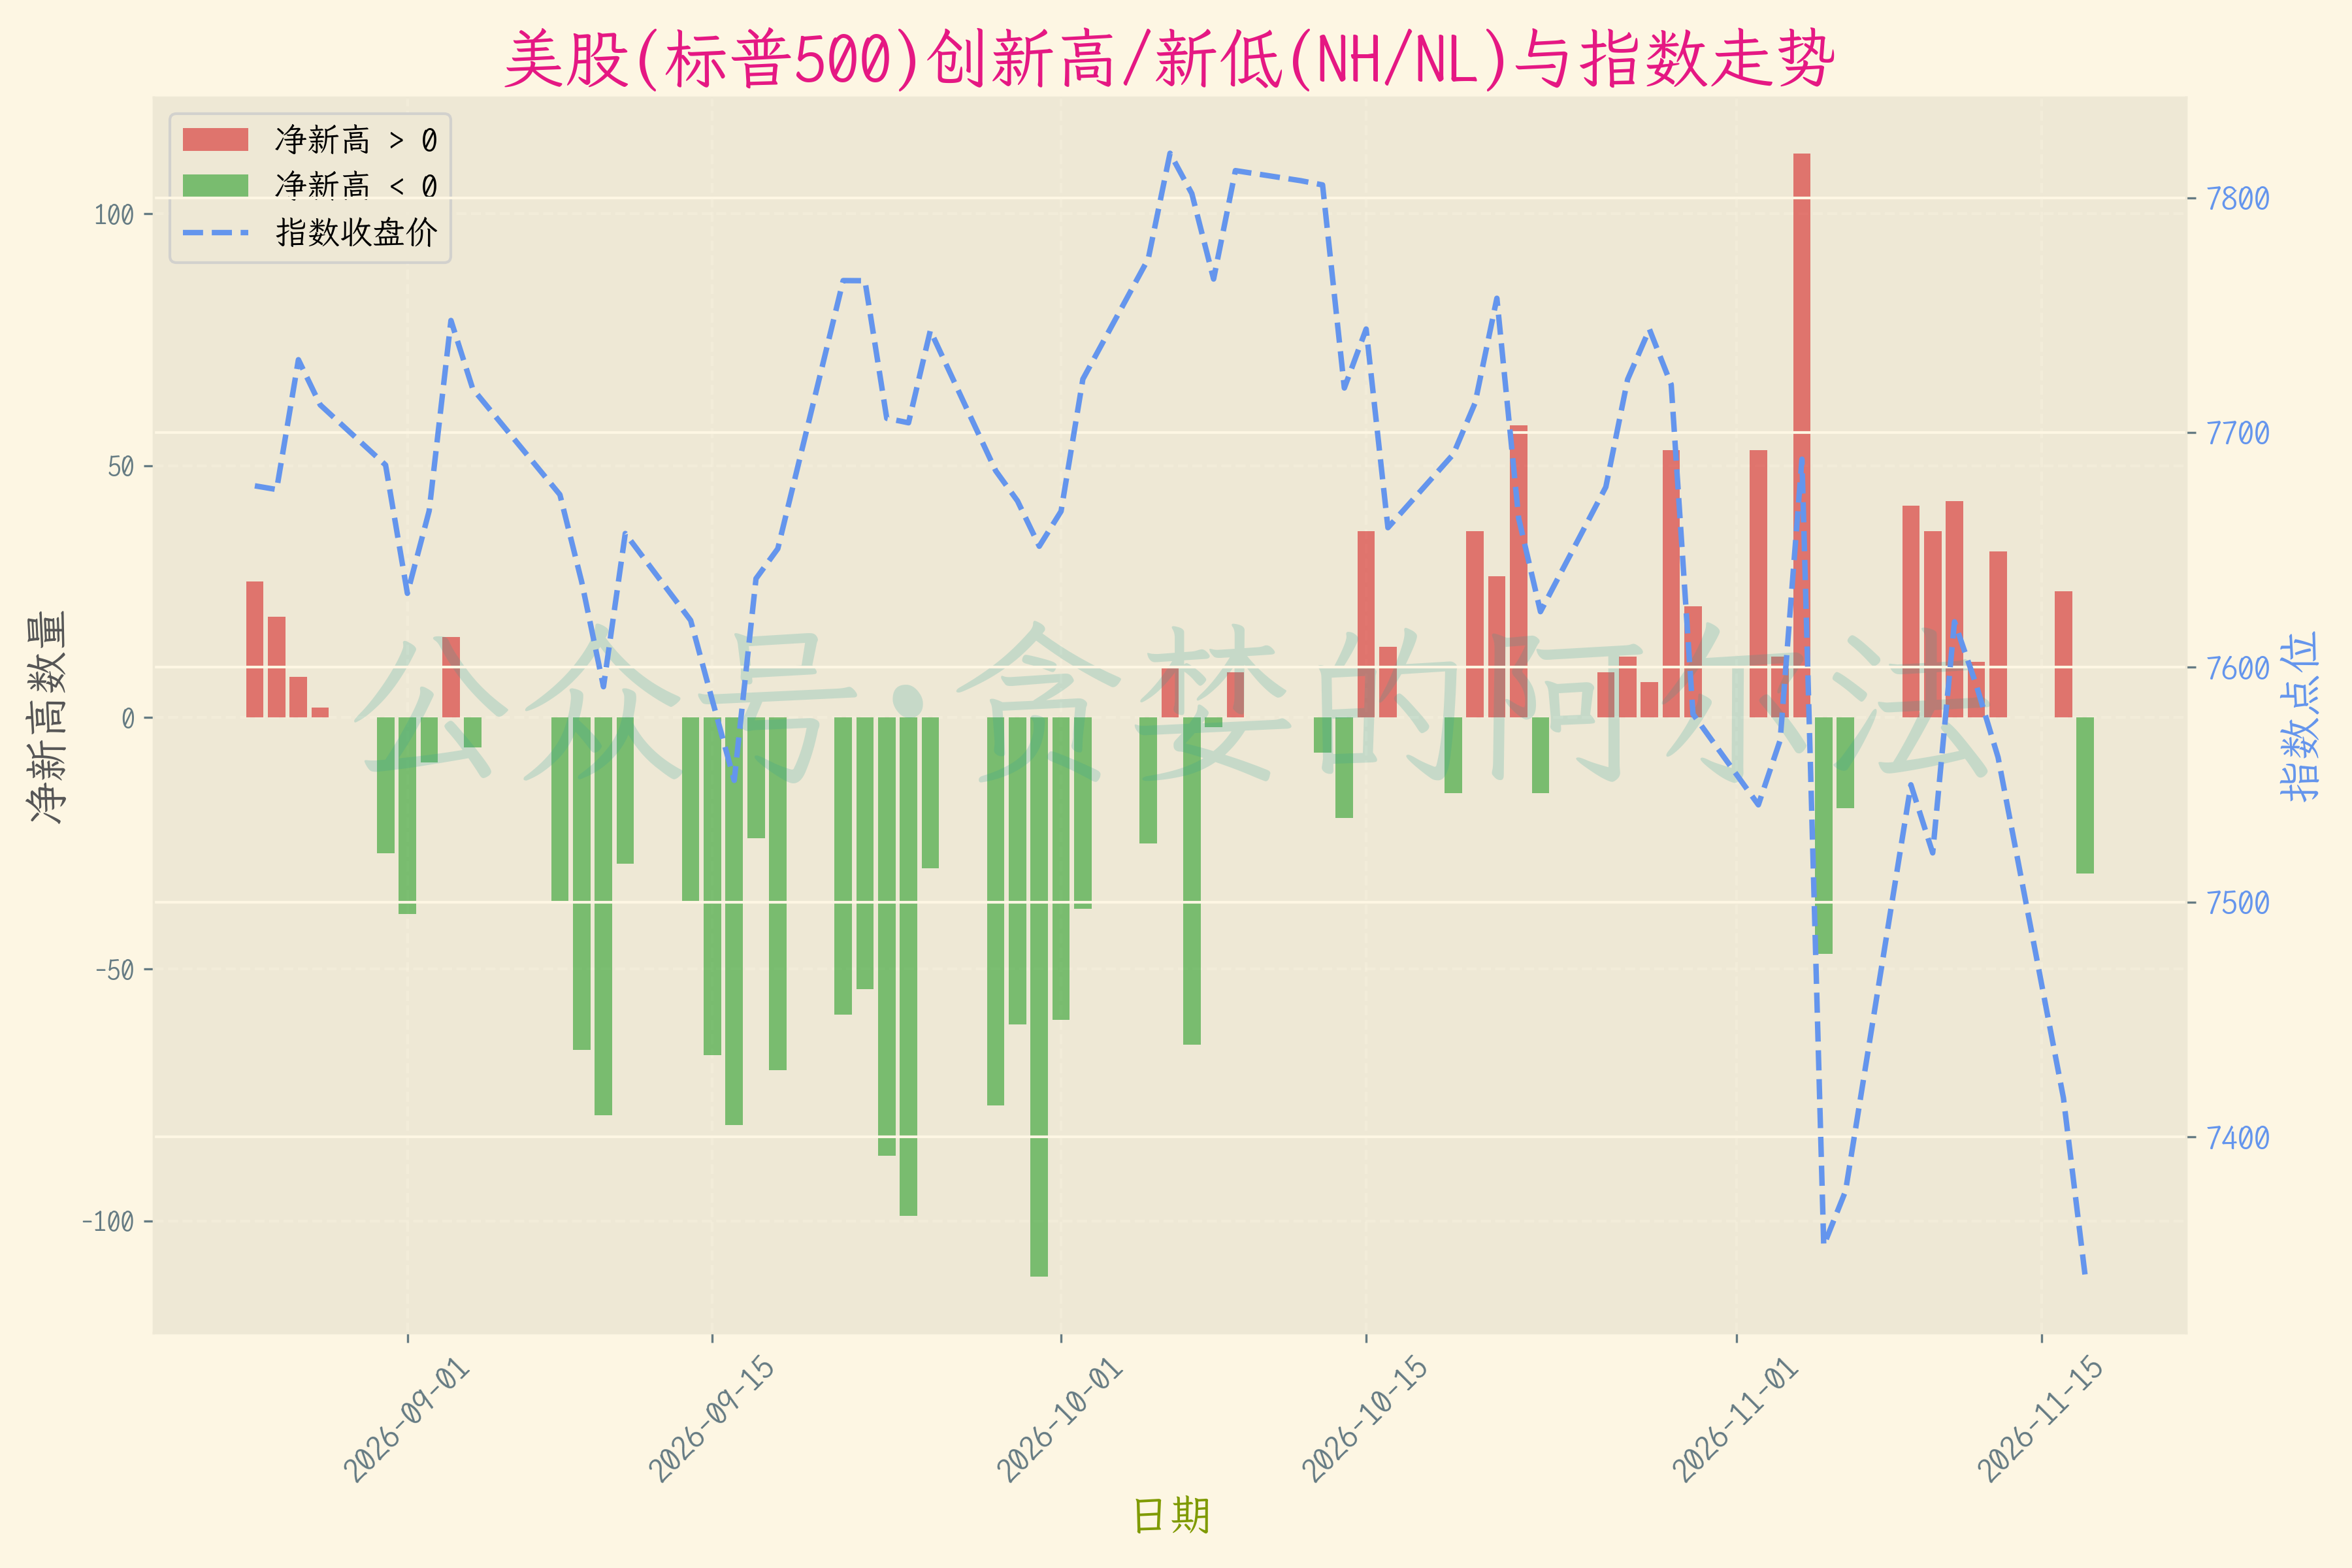 美股(标普500)创新高/新低(NH/NL)与指数走势
净新高 > 0
净新高 < 0
指数收盘价
100
50
0
-50
-100
净新高数量
7800
7700
7600
7500
7400
指数点位
公众号·贪婪的阿尔法
2026-09-01
2026-09-15
2026-10-01
2026-10-15
2026-11-01
2026-11-15
日期